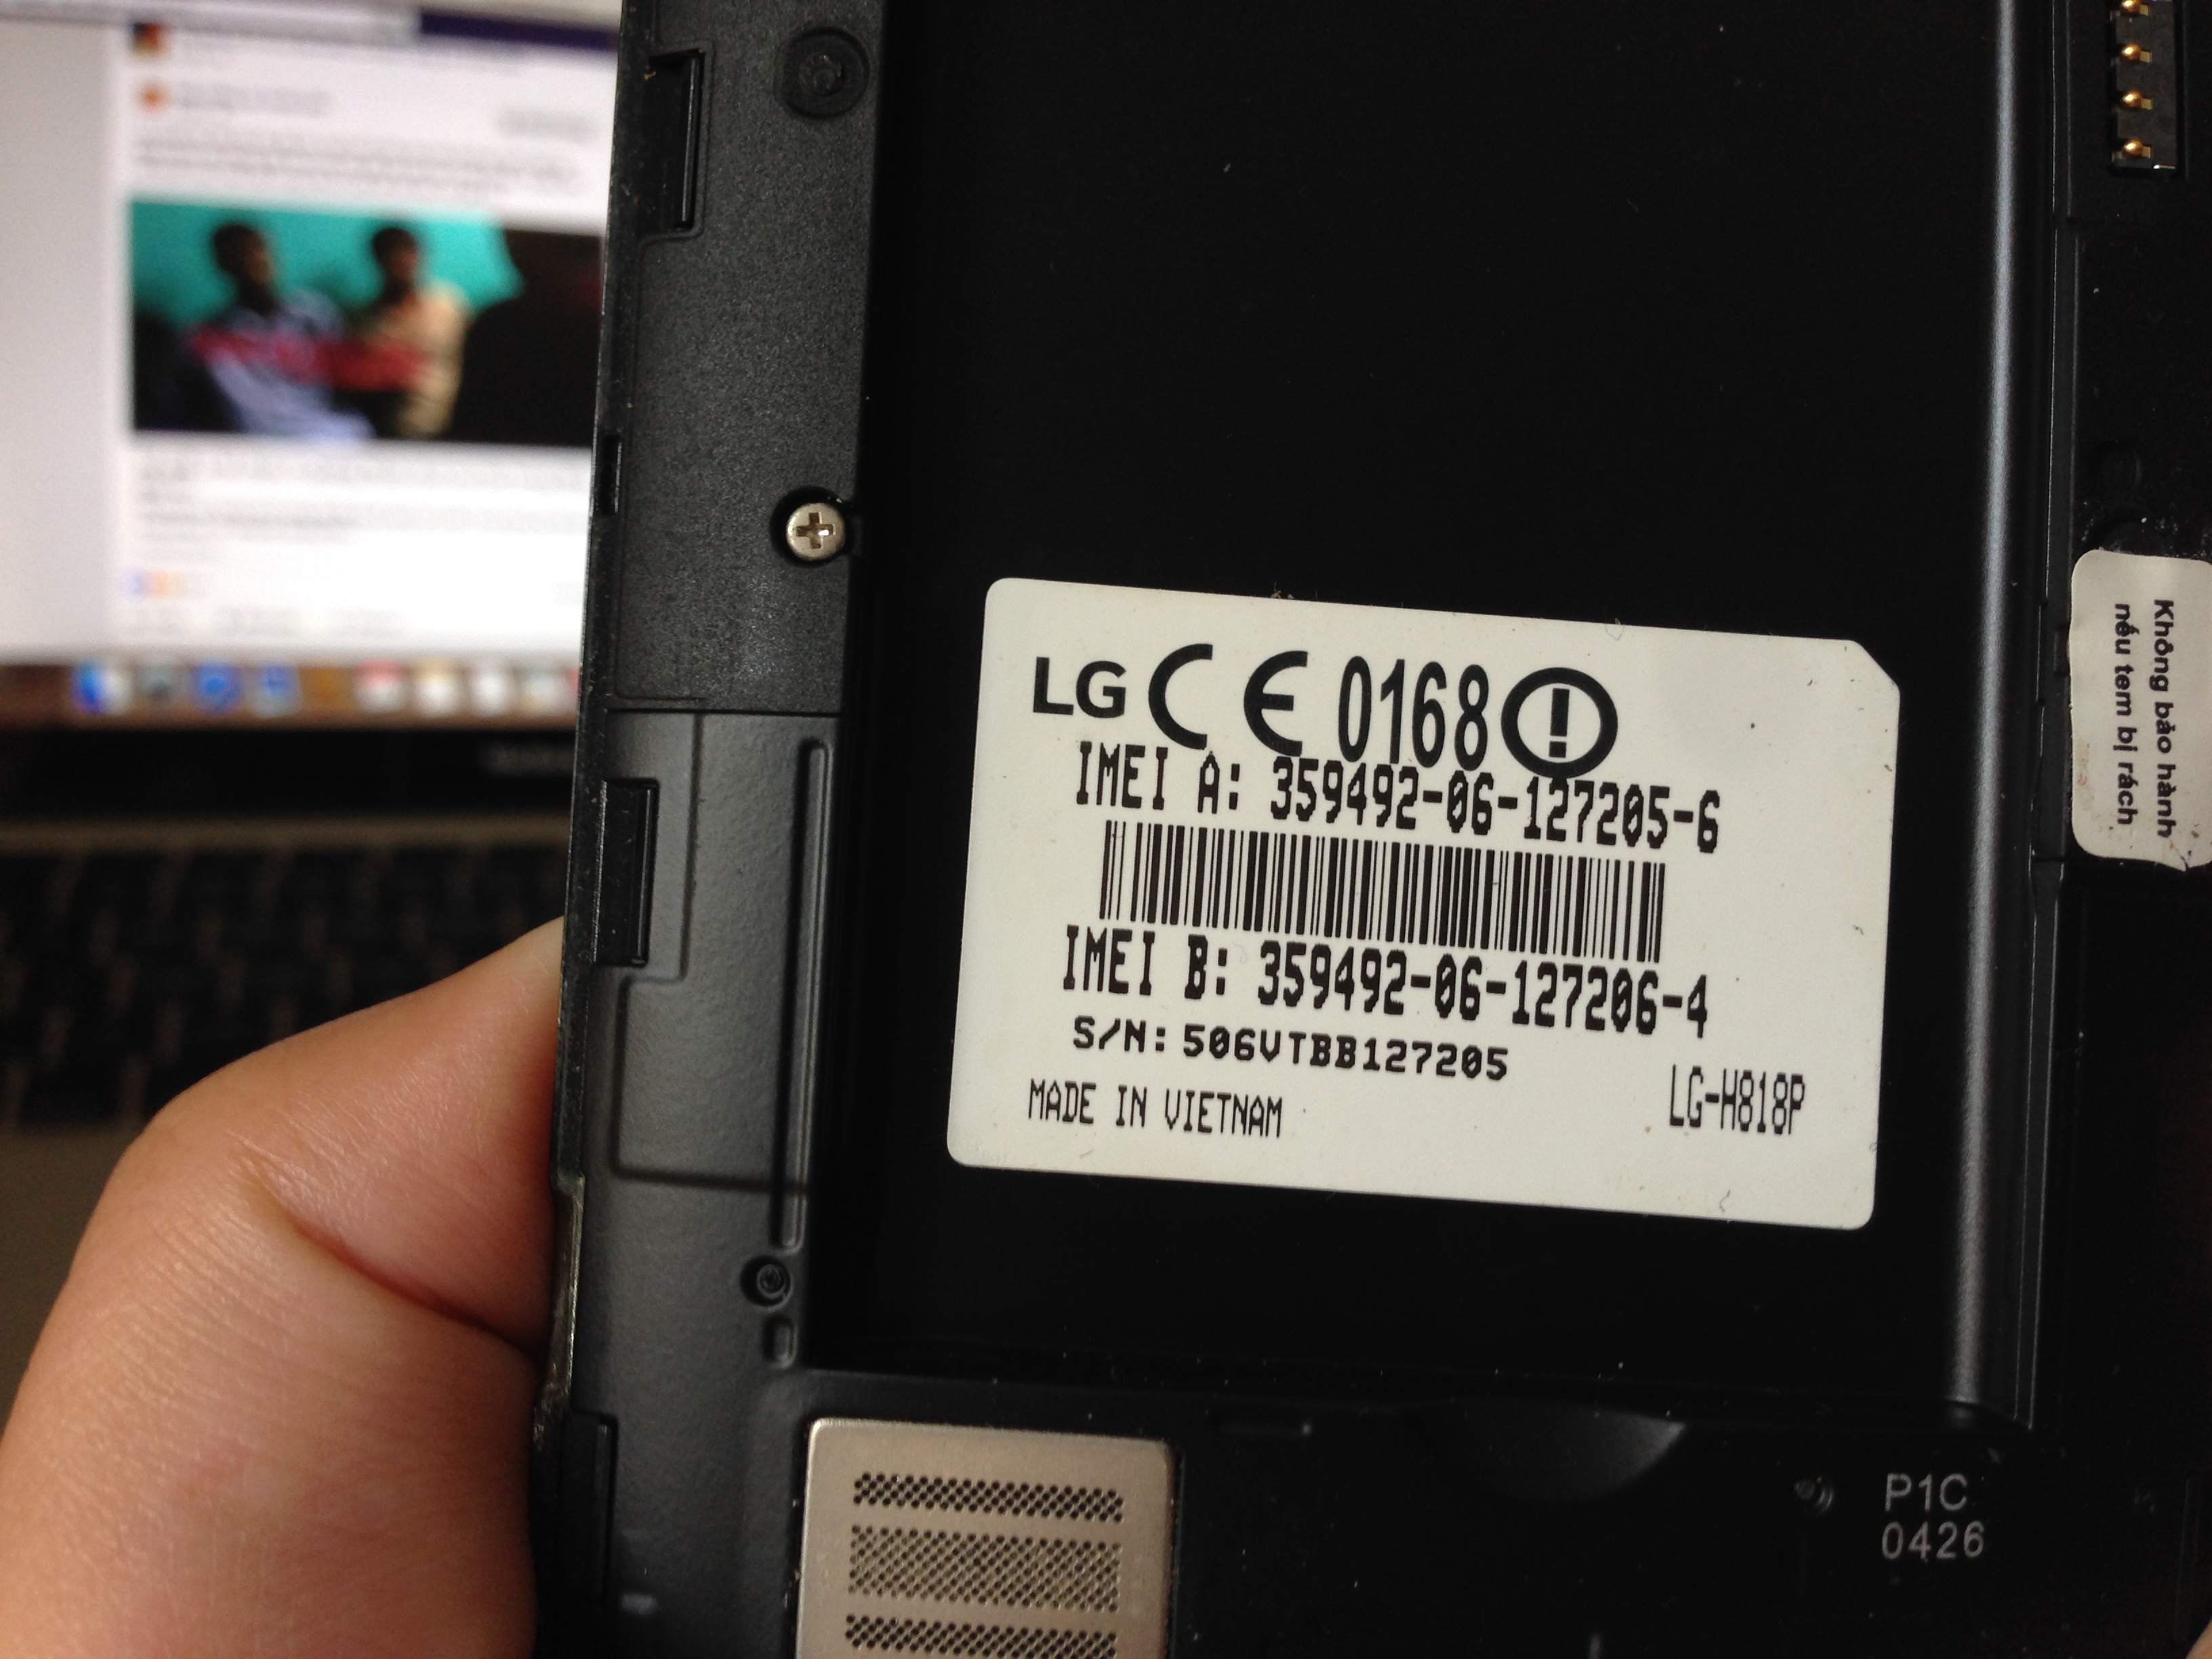 LG CE 0168
IMEI A: 359492-06-127205-6
IMEI B: 359492-06-127206-4
S/N: 506VTBB127205
MADE IN VIETNAM
LG-H818P
Không bảo hành
nếu tem bị rách
P1C
0426